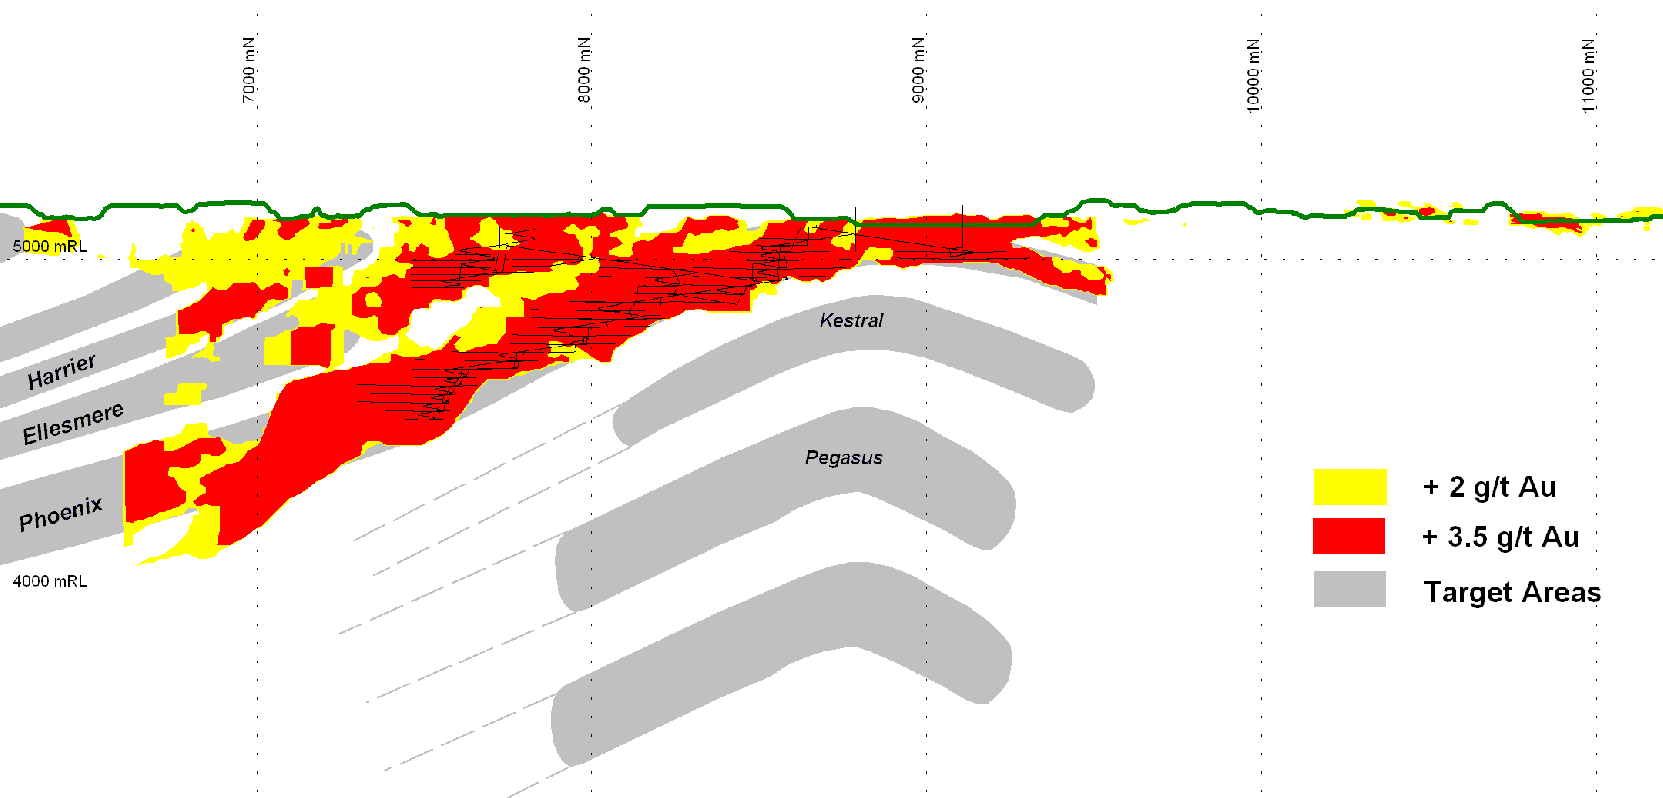 7000 mN
8000 mN
9000 mN
10000 mN
11000 mN
5000 mRL
Kestral
Harrier
Ellesmere
Pegasus
Phoenix
4000 mRL
+ 2 g/t Au
+ 3.5 g/t Au
Target Areas